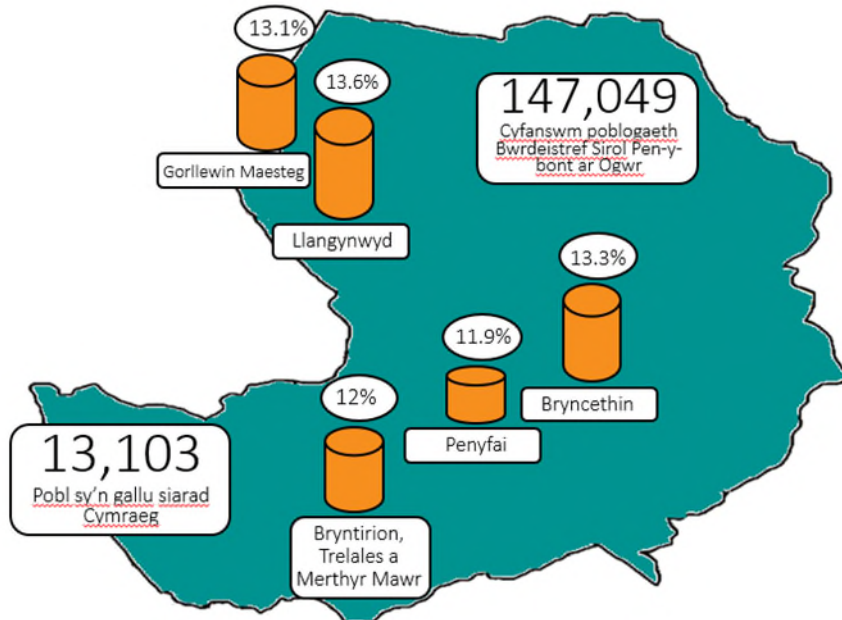 13.1%
Gorllewin Maesteg
13.6%
Llangynwyd
147,049
Cyfanswm poblogaeth
Bwrdeistref Sirol Pen-y-
bont ar Ogwr
13.3%
Bryncethin
11.9%
Penyfai
12%
Bryntirion,
Trelales a
Merthyr Mawr
13,103
Pobl sy'n gallu siarad
Cymraeg